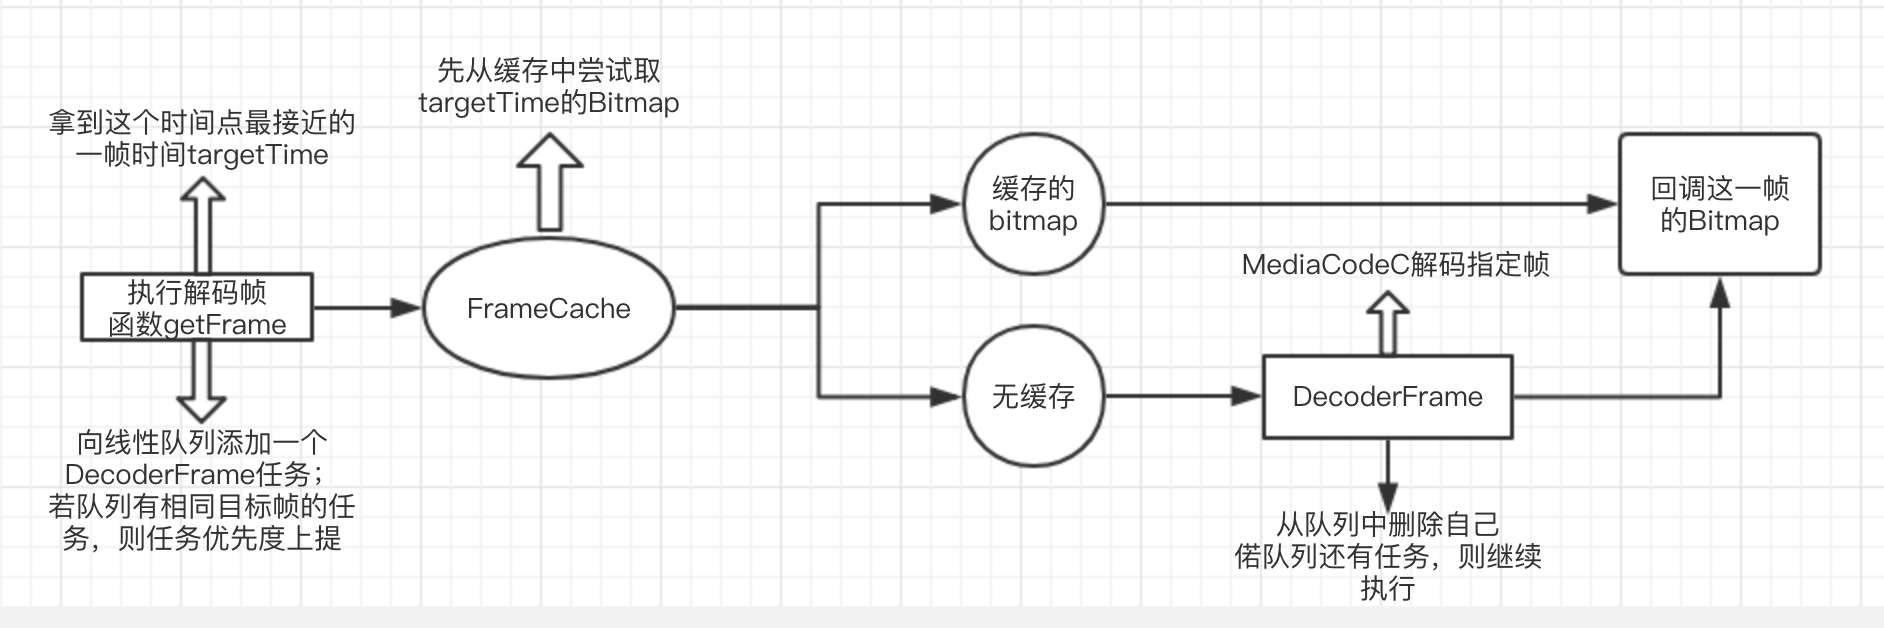 先从缓存中尝试取
targetTime的Bitmap
拿到这个时间点最接近的
一帧时间targetTime
执行解码帧
函数getFrame
向线性队列添加一个
DecoderFrame任务；
若队列有相同目标帧的任
务，则任务优先度上提
FrameCache
缓存的
bitmap
无缓存
MediaCodeC解码指定帧
DecoderFrame
从队列中删除自己
偌队列还有任务，则继续
执行
回调这一帧
的Bitmap